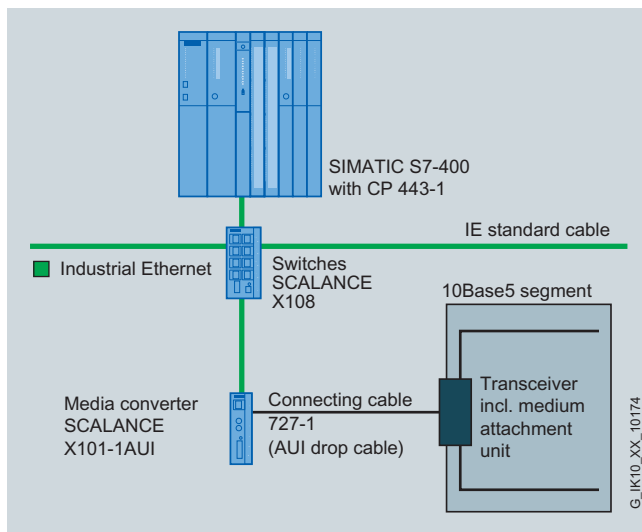 SIMATIC S7-400
with CP 443-1
IE standard cable
Industrial Ethernet
Switches
SCALANCE
X108
10Base5 segment
Media converter
SCALANCE
X101-1AUI
Connecting cable
727-1
(AUI drop cable)
Transceiver
incl. medium
attachment
unit
G_IK10_XX_10174